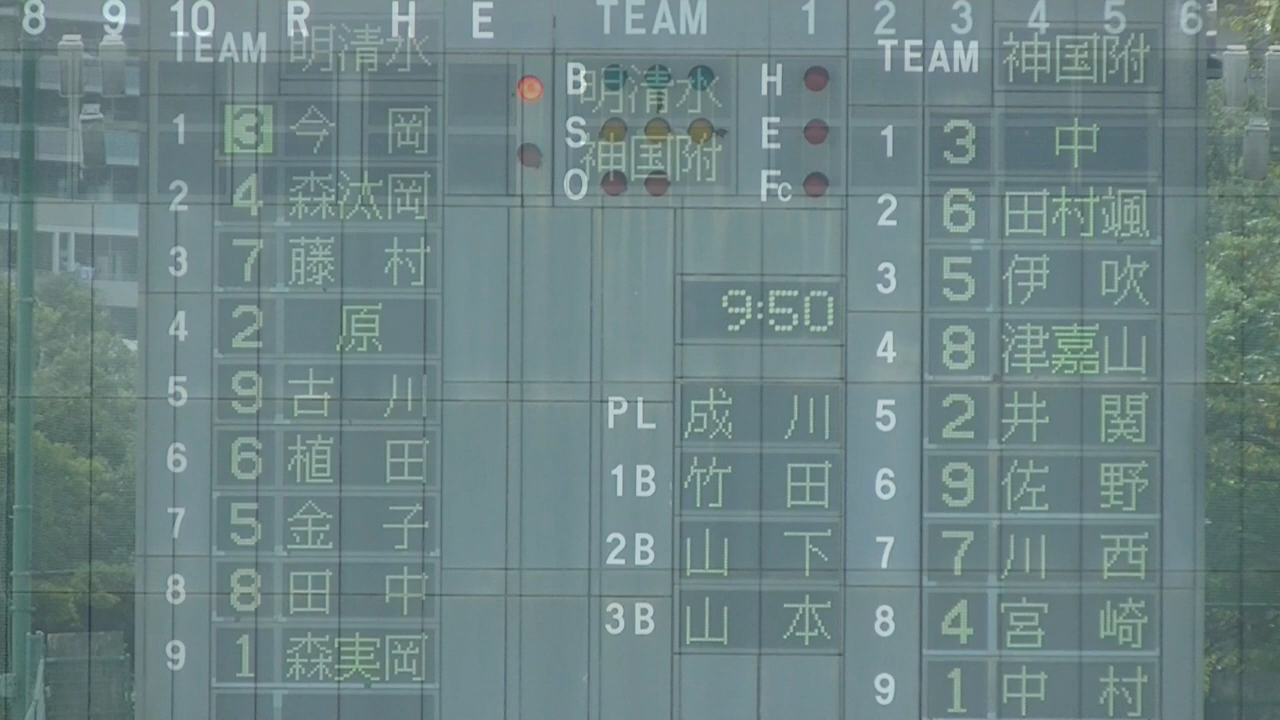 8 9 10 R H E TEAM 1 2 3 4 5 6
TEAM 明清水
1 3 今岡
2 4 森汰岡
3 7 藤村
4 2 原
5 9 古川
6 6 植田
7 5 金子
8 8 田中
9 1 森実岡
明清水
神国附
B H
S E
O Fc
9:50
PL 成川
1B 竹田
2B 山下
3B 山本
TEAM 神国附
1 3 中
2 6 田村颯
3 5 伊吹
4 8 津嘉山
5 2 井関
6 9 佐野
7 7 川西
8 4 宮崎
9 1 中村